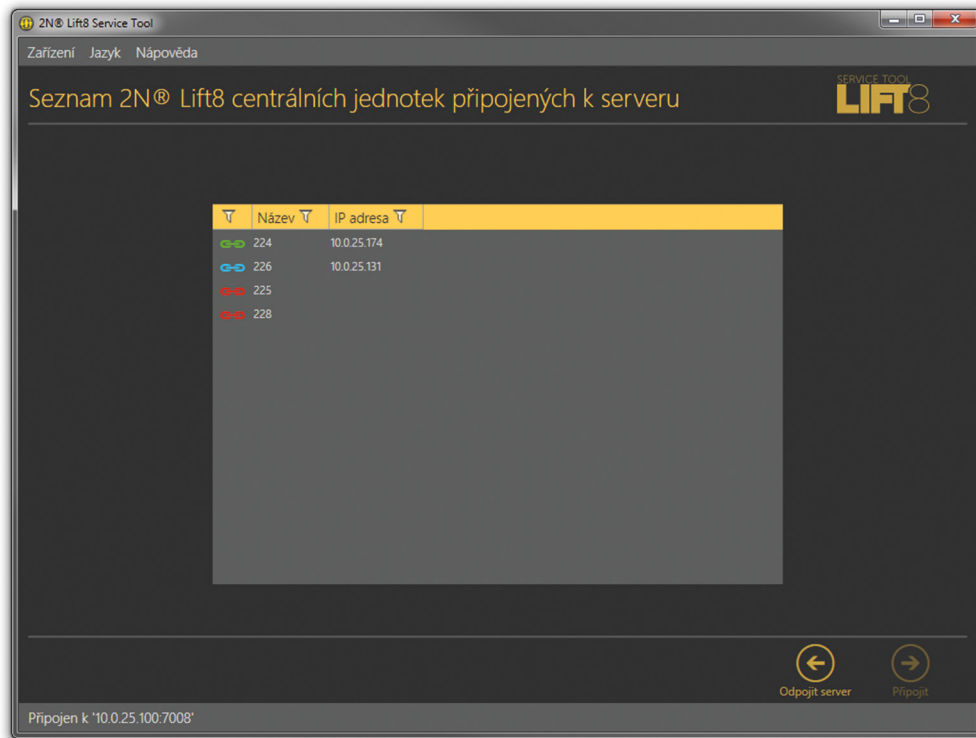 2N® Lift8 Service Tool
Zařízení Jazyk Nápověda
Seznam 2N® Lift8 centrálních jednotek připojených k serveru
SERVICE TOOL
LIFT8
Název IP adresa
224 10.0.25.174
226 10.0.25.131
225
228
Odpojit server Připojit
Připojen k '10.0.25.100:7008'